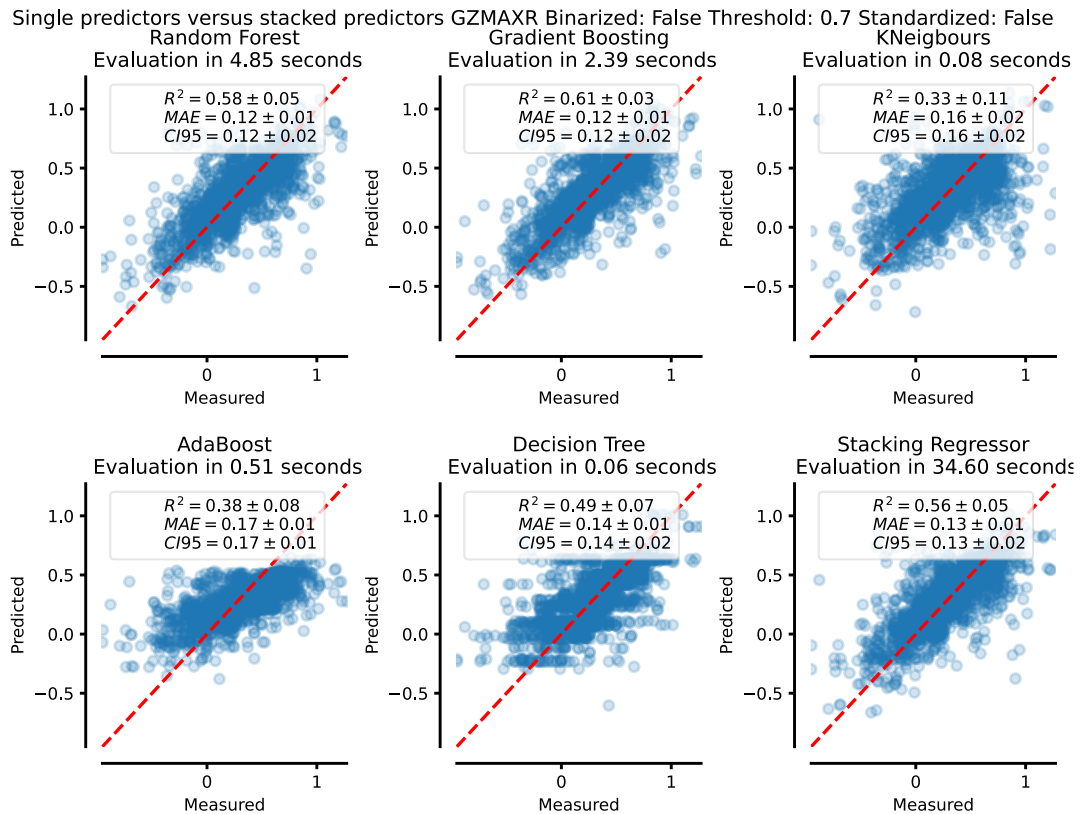 Single predictors versus stacked predictors GZMAXR Binarized: False Threshold: 0.7 Standardized: False
Random Forest
Evaluation in 4.85 seconds
R² = 0.58 ± 0.05
MAE = 0.12 ± 0.01
CI95 = 0.12 ± 0.02
1.0
0.5
0.0
−0.5
Predicted
0 1
Measured
Gradient Boosting
Evaluation in 2.39 seconds
R² = 0.61 ± 0.03
MAE = 0.12 ± 0.01
CI95 = 0.12 ± 0.02
1.0
0.5
0.0
−0.5
Predicted
0 1
Measured
KNeigbours
Evaluation in 0.08 seconds
R² = 0.33 ± 0.11
MAE = 0.16 ± 0.02
CI95 = 0.16 ± 0.02
1.0
0.5
0.0
−0.5
Predicted
0 1
Measured
AdaBoost
Evaluation in 0.51 seconds
R² = 0.38 ± 0.08
MAE = 0.17 ± 0.01
CI95 = 0.17 ± 0.01
1.0
0.5
0.0
−0.5
Predicted
0 1
Measured
Decision Tree
Evaluation in 0.06 seconds
R² = 0.49 ± 0.07
MAE = 0.14 ± 0.01
CI95 = 0.14 ± 0.02
1.0
0.5
0.0
−0.5
Predicted
0 1
Measured
Stacking Regressor
Evaluation in 34.60 seconds
R² = 0.56 ± 0.05
MAE = 0.13 ± 0.01
CI95 = 0.13 ± 0.02
1.0
0.5
0.0
−0.5
Predicted
0 1
Measured